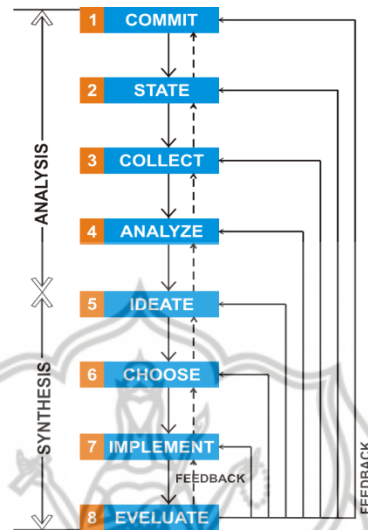 1 COMMIT
2 STATE
3 COLLECT
4 ANALYZE
5 IDEATE
6 CHOOSE
7 IMPLEMENT
FEEDBACK
8 EVELUATE
ANALYSIS
SYNTHESIS
FEEDBACK